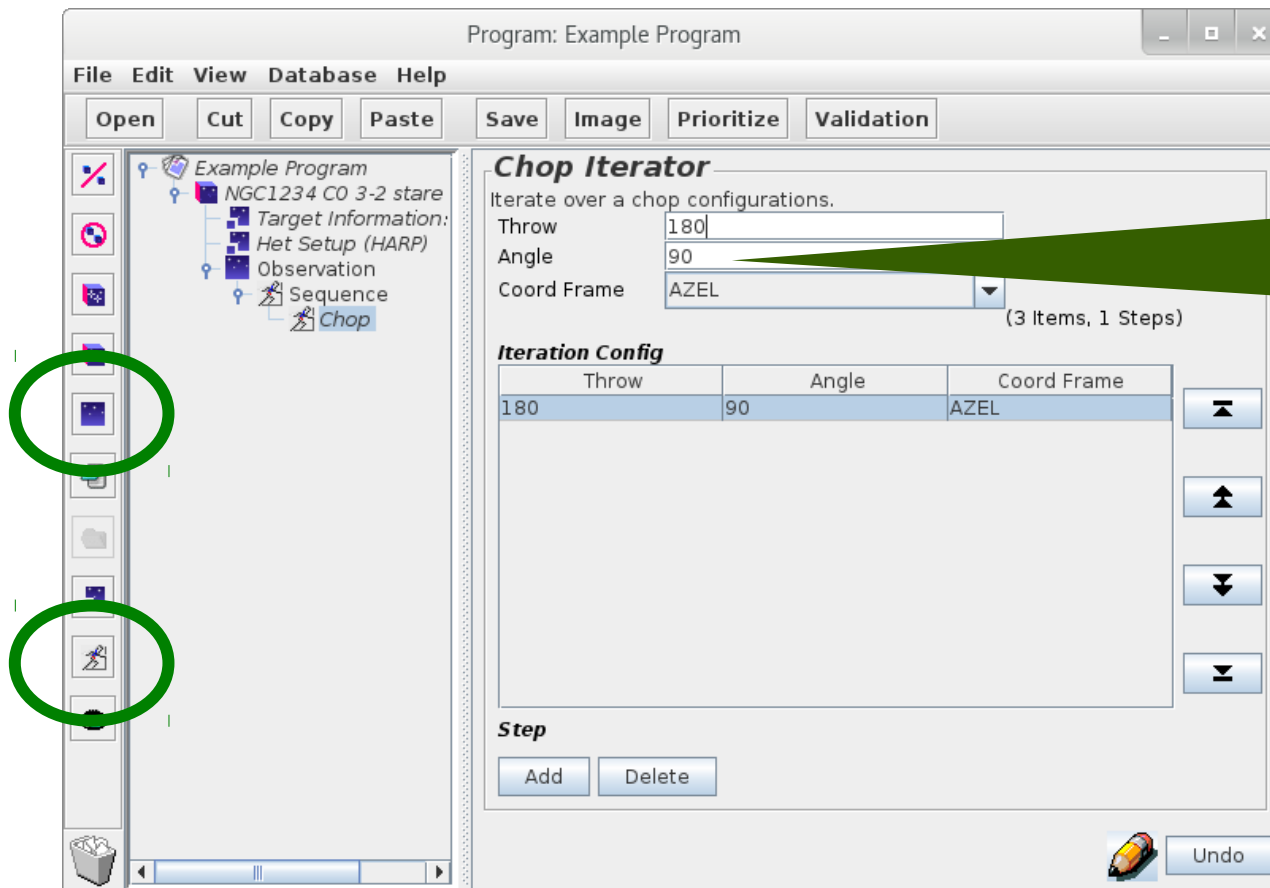 Program: Example Program
File Edit View Database Help
Open Cut Copy Paste Save Image Prioritize Validation
Example Program
NGC1234 CO 3-2 stare
Target Information:
Het Setup (HARP)
Observation
Sequence
Chop
Chop Iterator
Iterate over a chop configurations.
Throw 180
Angle 90
Coord Frame AZEL
(3 Items, 1 Steps)
Iteration Config
Throw Angle Coord Frame
180 90 AZEL
Step
Add Delete
Undo